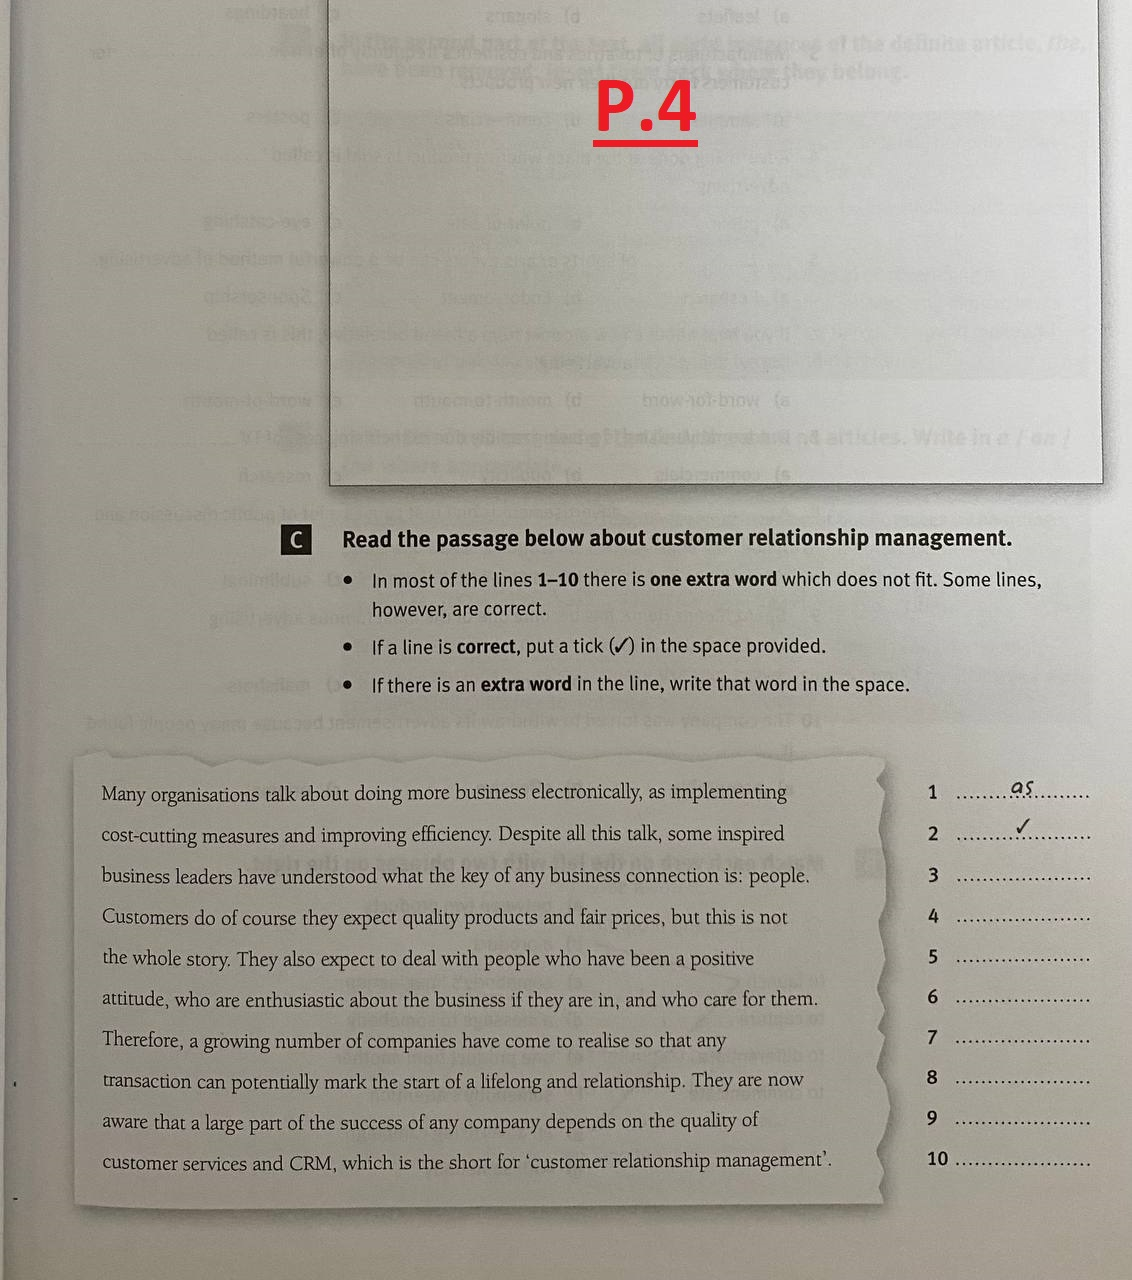 P.4
C Read the passage below about customer relationship management.
• In most of the lines 1–10 there is one extra word which does not fit. Some lines,
however, are correct.
• If a line is correct, put a tick (✓) in the space provided.
• If there is an extra word in the line, write that word in the space.
Many organisations talk about doing more business electronically, as implementing 1 as
cost-cutting measures and improving efficiency. Despite all this talk, some inspired 2 ✓
business leaders have understood what the key of any business connection is: people. 3
Customers do of course they expect quality products and fair prices, but this is not 4
the whole story. They also expect to deal with people who have been a positive 5
attitude, who are enthusiastic about the business if they are in, and who care for them. 6
Therefore, a growing number of companies have come to realise so that any 7
transaction can potentially mark the start of a lifelong and relationship. They are now 8
aware that a large part of the success of any company depends on the quality of 9
customer services and CRM, which is the short for ‘customer relationship management’. 10